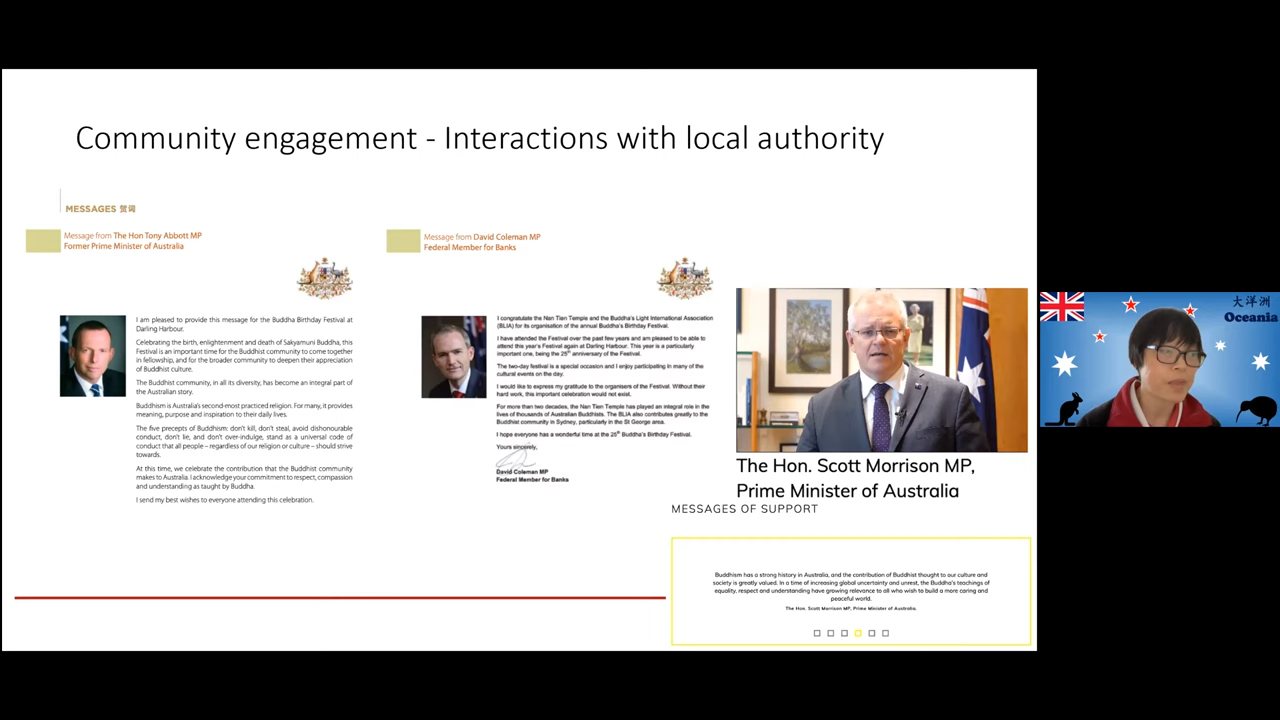 Community engagement - Interactions with local authority
MESSAGES 贺词
Message from The Hon Tony Abbott MP
Former Prime Minister of Australia
I am pleased to provide this message for the Buddha Birthday Festival at
Darling Harbour.
Celebrating the birth, enlightenment and death of Sakyamuni Buddha, this
Festival is an important time for the Buddhist community to come together
in fellowship, and for the broader community to deepen their appreciation
of Buddhist culture.
The Buddhist community, in all its diversity, has become an integral part of
the Australian story.
Buddhism is Australia's second-most practiced religion. For many, it provides
meaning, purpose and inspiration to their daily lives.
The five precepts of Buddhism: don't kill, don't steal, avoid dishonourable
conduct, don't lie, and don't over-indulge, stand as a universal code of
conduct that all people – regardless of our religion or culture – should strive
towards.
At this time, we celebrate the contribution that the Buddhist community
makes to Australia. I acknowledge your commitment to respect, compassion
and understanding as taught by Buddha.
I send my best wishes to everyone attending this celebration.
Message from David Coleman MP
Federal Member for Banks
I congratulate the Nan Tien Temple and the Buddha's Light International Association
(BLIA) for its organisation of the annual Buddha's Birthday Festival.
I have attended the Festival over the past few years and am pleased to be able to
attend this year's Festival again at Darling Harbour. This year is a particularly
important one, being the 25th anniversary of the Festival.
The two-day festival is a special occasion and I enjoy participating in many of the
cultural events on the day.
I would like to express my gratitude to the organisers of the Festival. Without their
hard work, this important celebration would not exist.
For more than two decades, the Nan Tien Temple has played an integral role in the
lives of thousands of Australian Buddhists. The BLIA also contributes greatly to the
Buddhist community in Sydney, particularly in the St George area.
I hope everyone has a wonderful time at the 25th Buddha's Birthday Festival.
Yours sincerely,
David Coleman MP
Federal Member for Banks
The Hon. Scott Morrison MP,
Prime Minister of Australia
MESSAGES OF SUPPORT
Buddhism has a strong history in Australia, and the contribution of Buddhist thought to our culture and
society is greatly valued. In a time of increasing global uncertainty and unrest, the Buddha's teachings of
equality, respect and understanding have growing relevance to all who wish to build a more caring and
peaceful world.
The Hon. Scott Morrison MP, Prime Minister of Australia.
大洋洲
Oceania